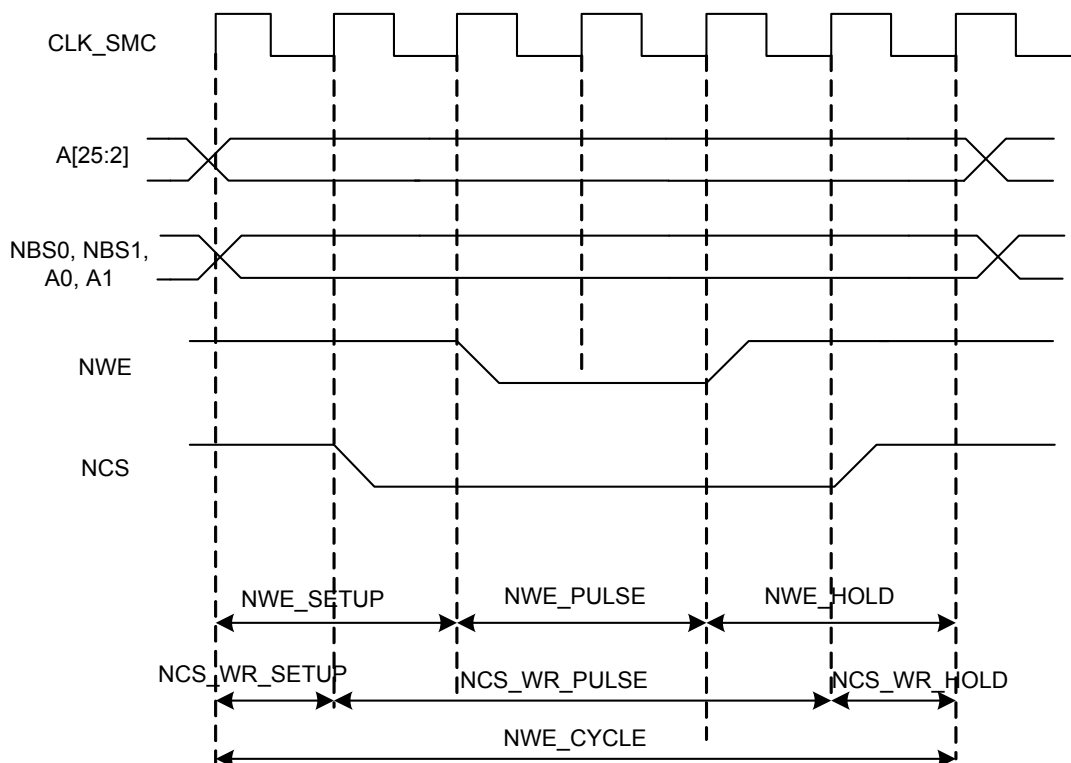 CLK_SMC
A[25:2]
NBS0, NBS1,
A0, A1
NWE
NCS
NWE_SETUP
NWE_PULSE
NWE_HOLD
NCS_WR_SETUP
NCS_WR_PULSE
NCS_WR_HOLD
NWE_CYCLE